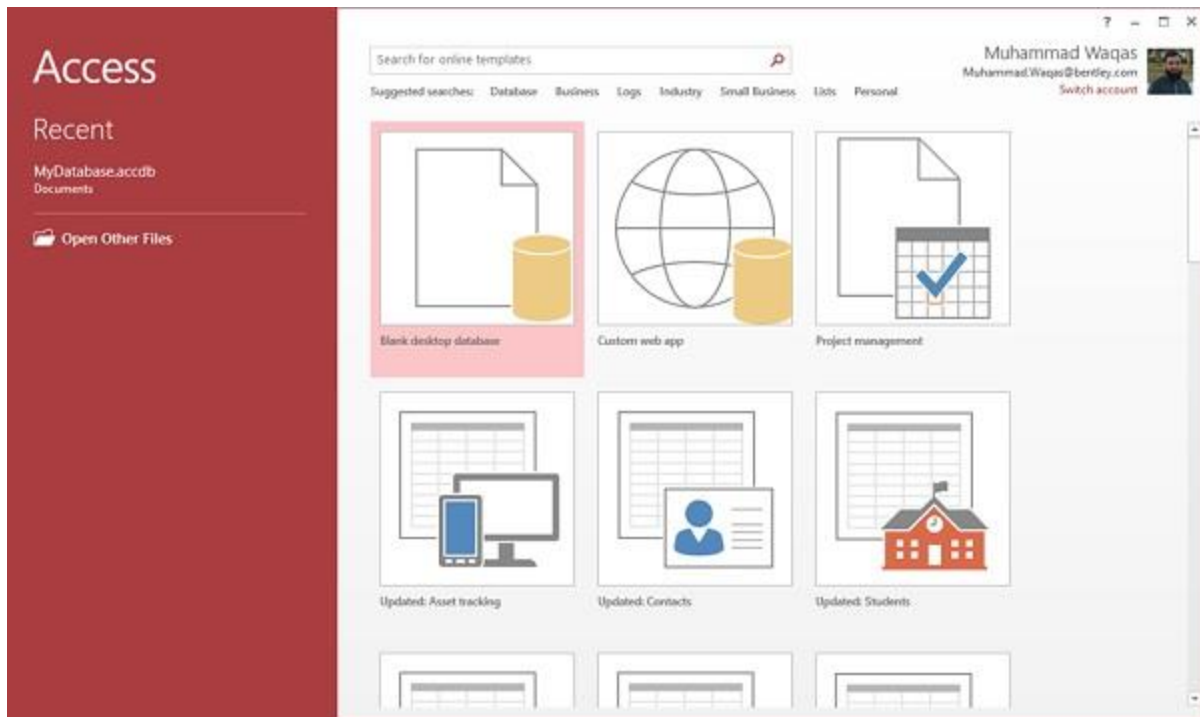 Access
Recent
MyDatabase.accdb
Documents
Open Other Files
?
Search for online templates
Suggested searches: Database Business Logs Industry Small Business Lists Personal
Muhammad Waqas
Muhammad.Waqas@bentley.com
Switch account
Blank desktop database
Custom web app
Project management
Updated: Asset tracking
Updated: Contacts
Updated: Students